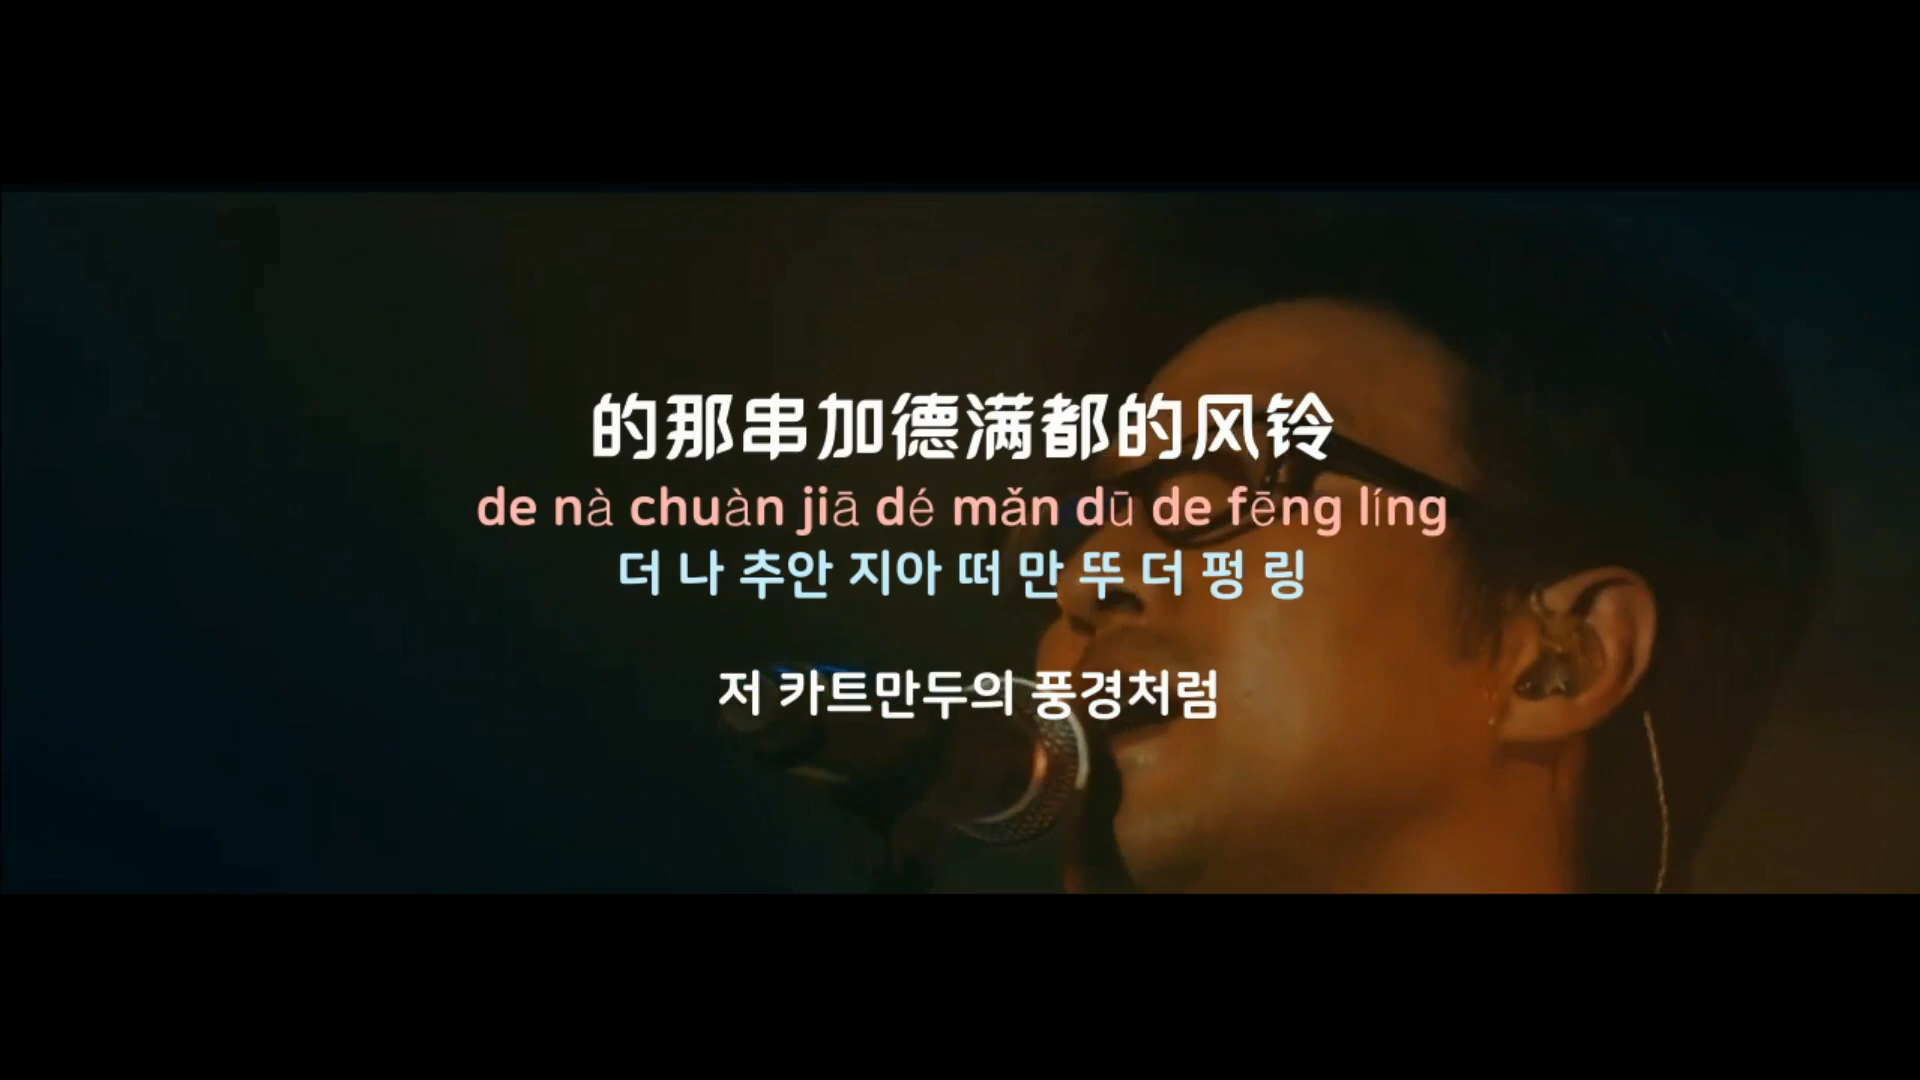 的那串加德满都的风铃
de nà chuàn jiā dé mǎn dū de fēng líng
더 나 추안 지아 떠 만 뚜 더 펑 링
저 카트만두의 풍경처럼